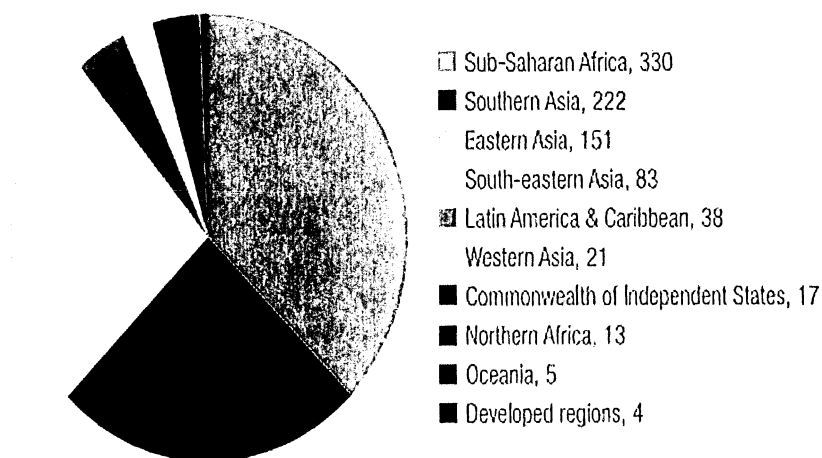 Sub-Saharan Africa, 330
Southern Asia, 222
Eastern Asia, 151
South-eastern Asia, 83
Latin America & Caribbean, 38
Western Asia, 21
Commonwealth of Independent States, 17
Northern Africa, 13
Oceania, 5
Developed regions, 4